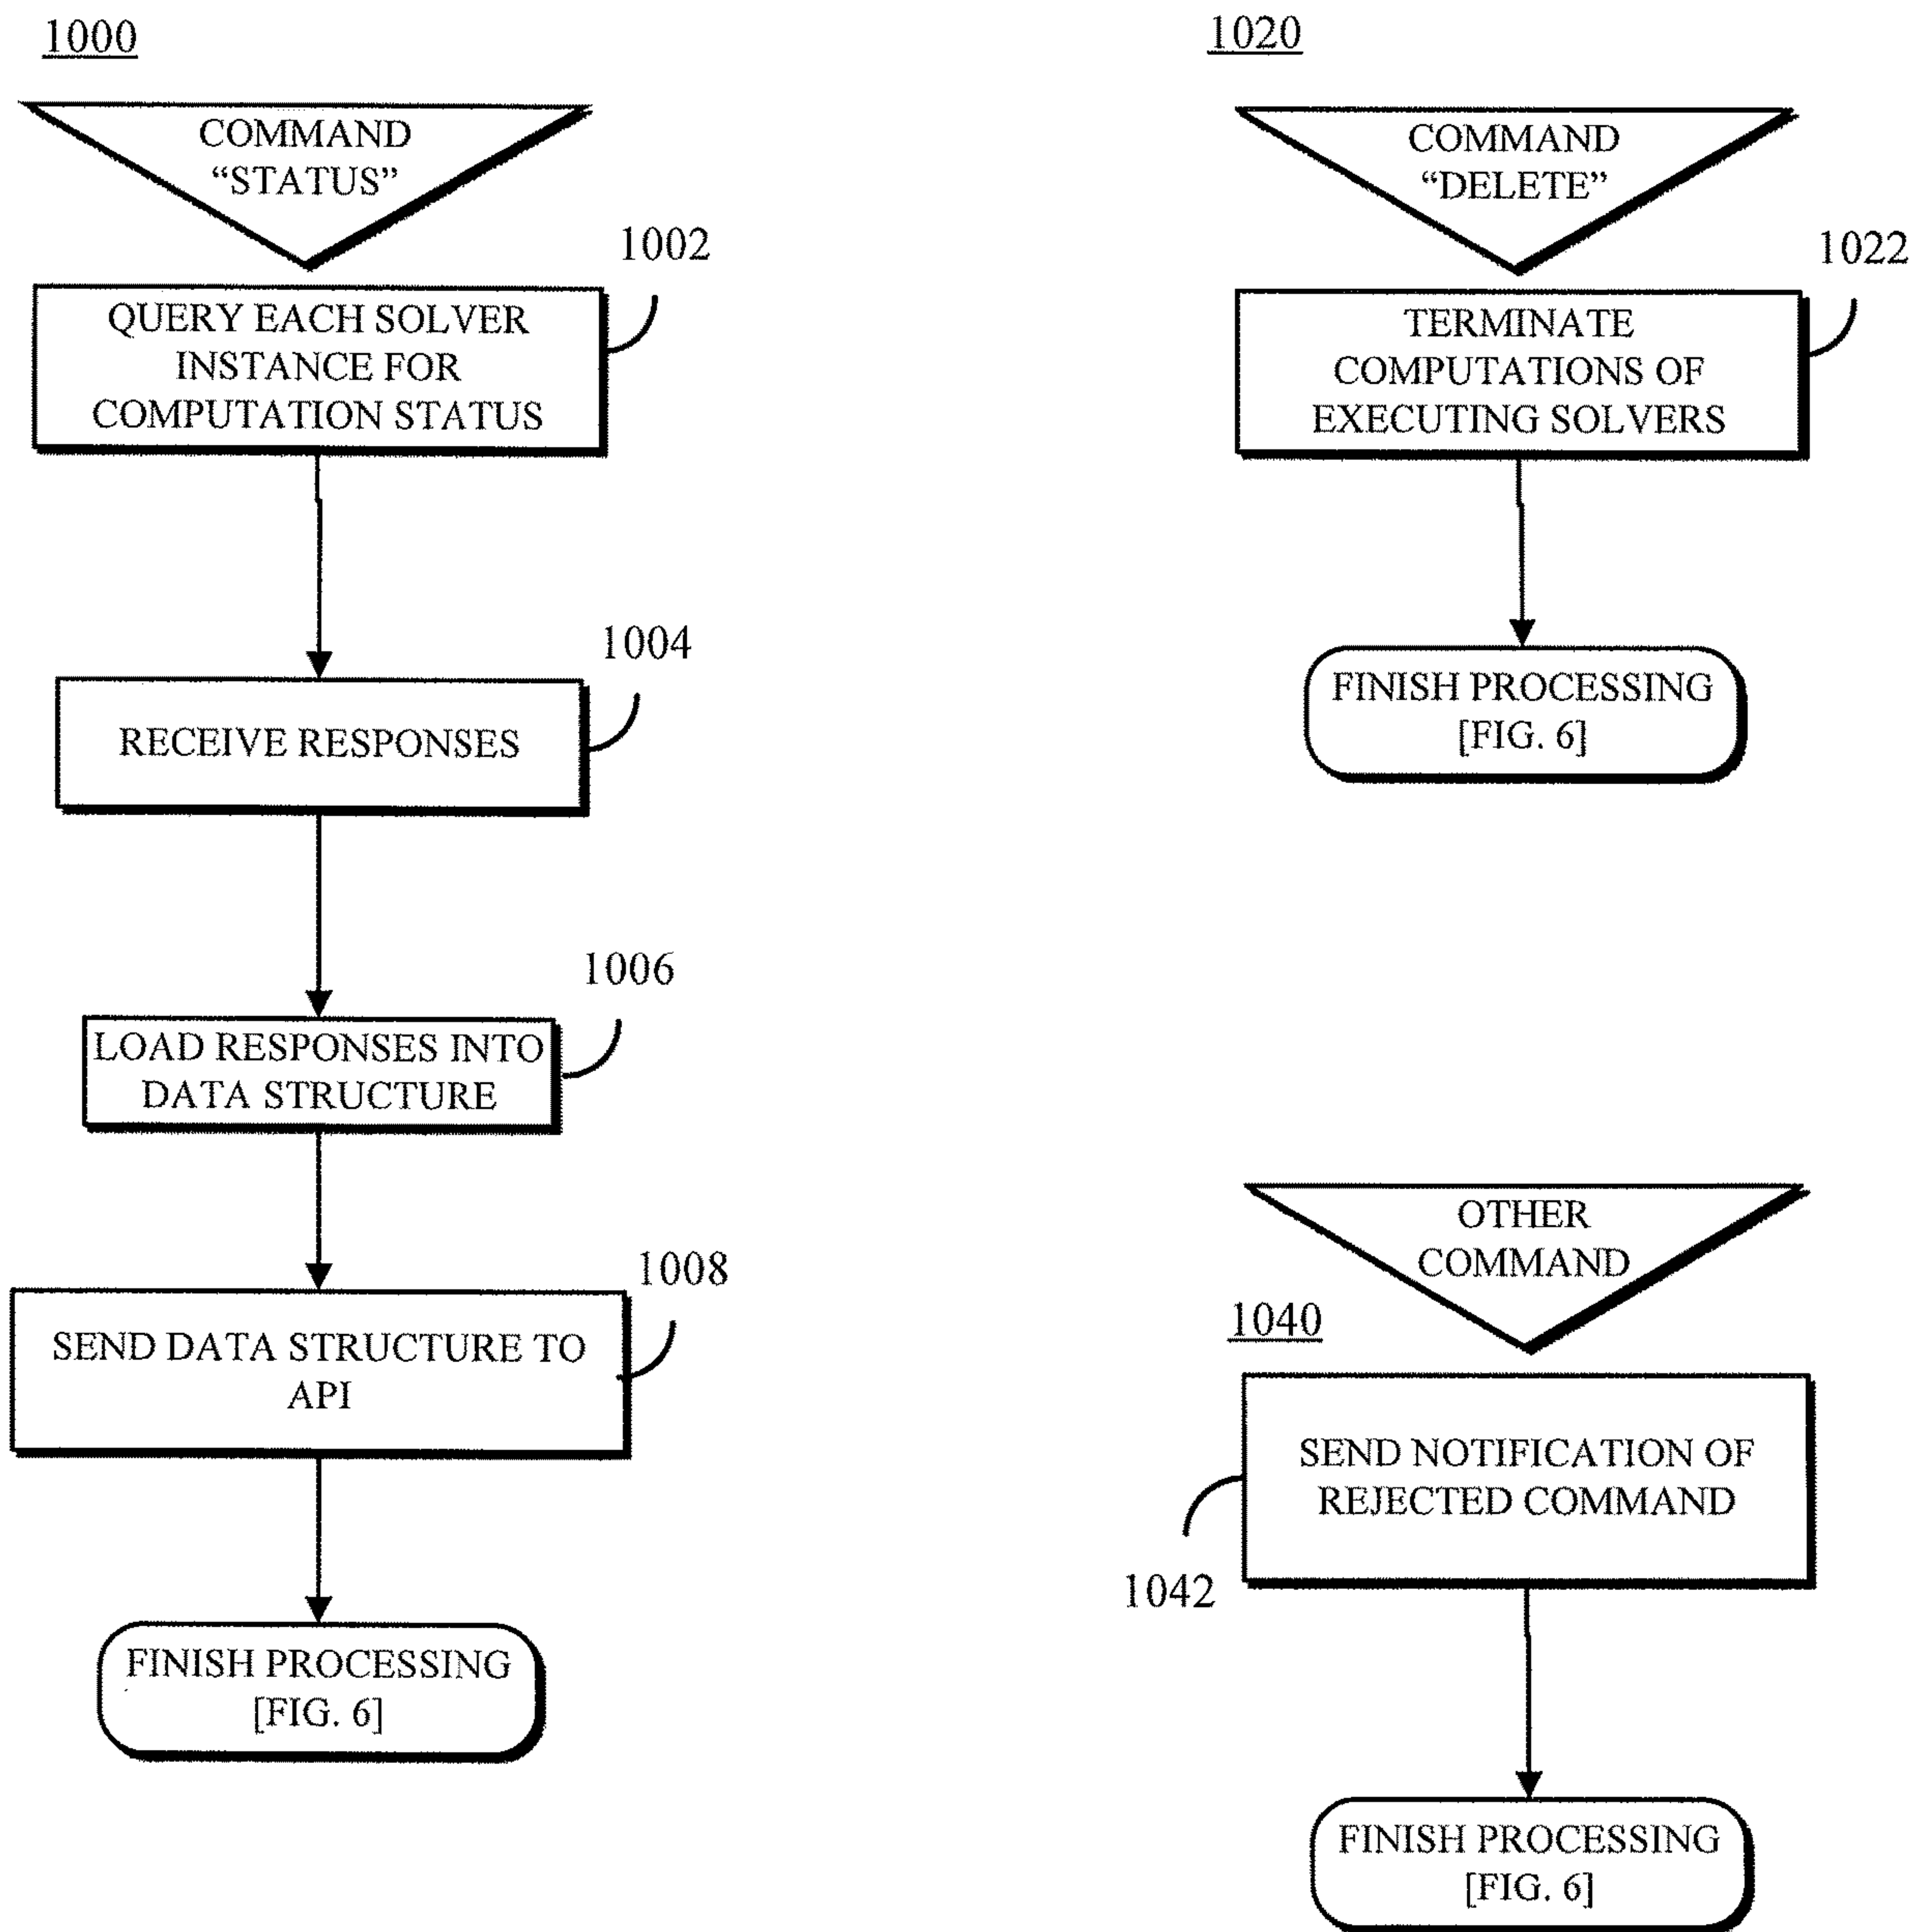 1000
COMMAND
“STATUS”
1002
QUERY EACH SOLVER
INSTANCE FOR
COMPUTATION STATUS
1004
RECEIVE RESPONSES
1006
LOAD RESPONSES INTO
DATA STRUCTURE
1008
SEND DATA STRUCTURE TO
API
FINISH PROCESSING
[FIG. 6]
1020
COMMAND
“DELETE”
1022
TERMINATE
COMPUTATIONS OF
EXECUTING SOLVERS
FINISH PROCESSING
[FIG. 6]
OTHER
COMMAND
1040
SEND NOTIFICATION OF
REJECTED COMMAND
1042
FINISH PROCESSING
[FIG. 6]